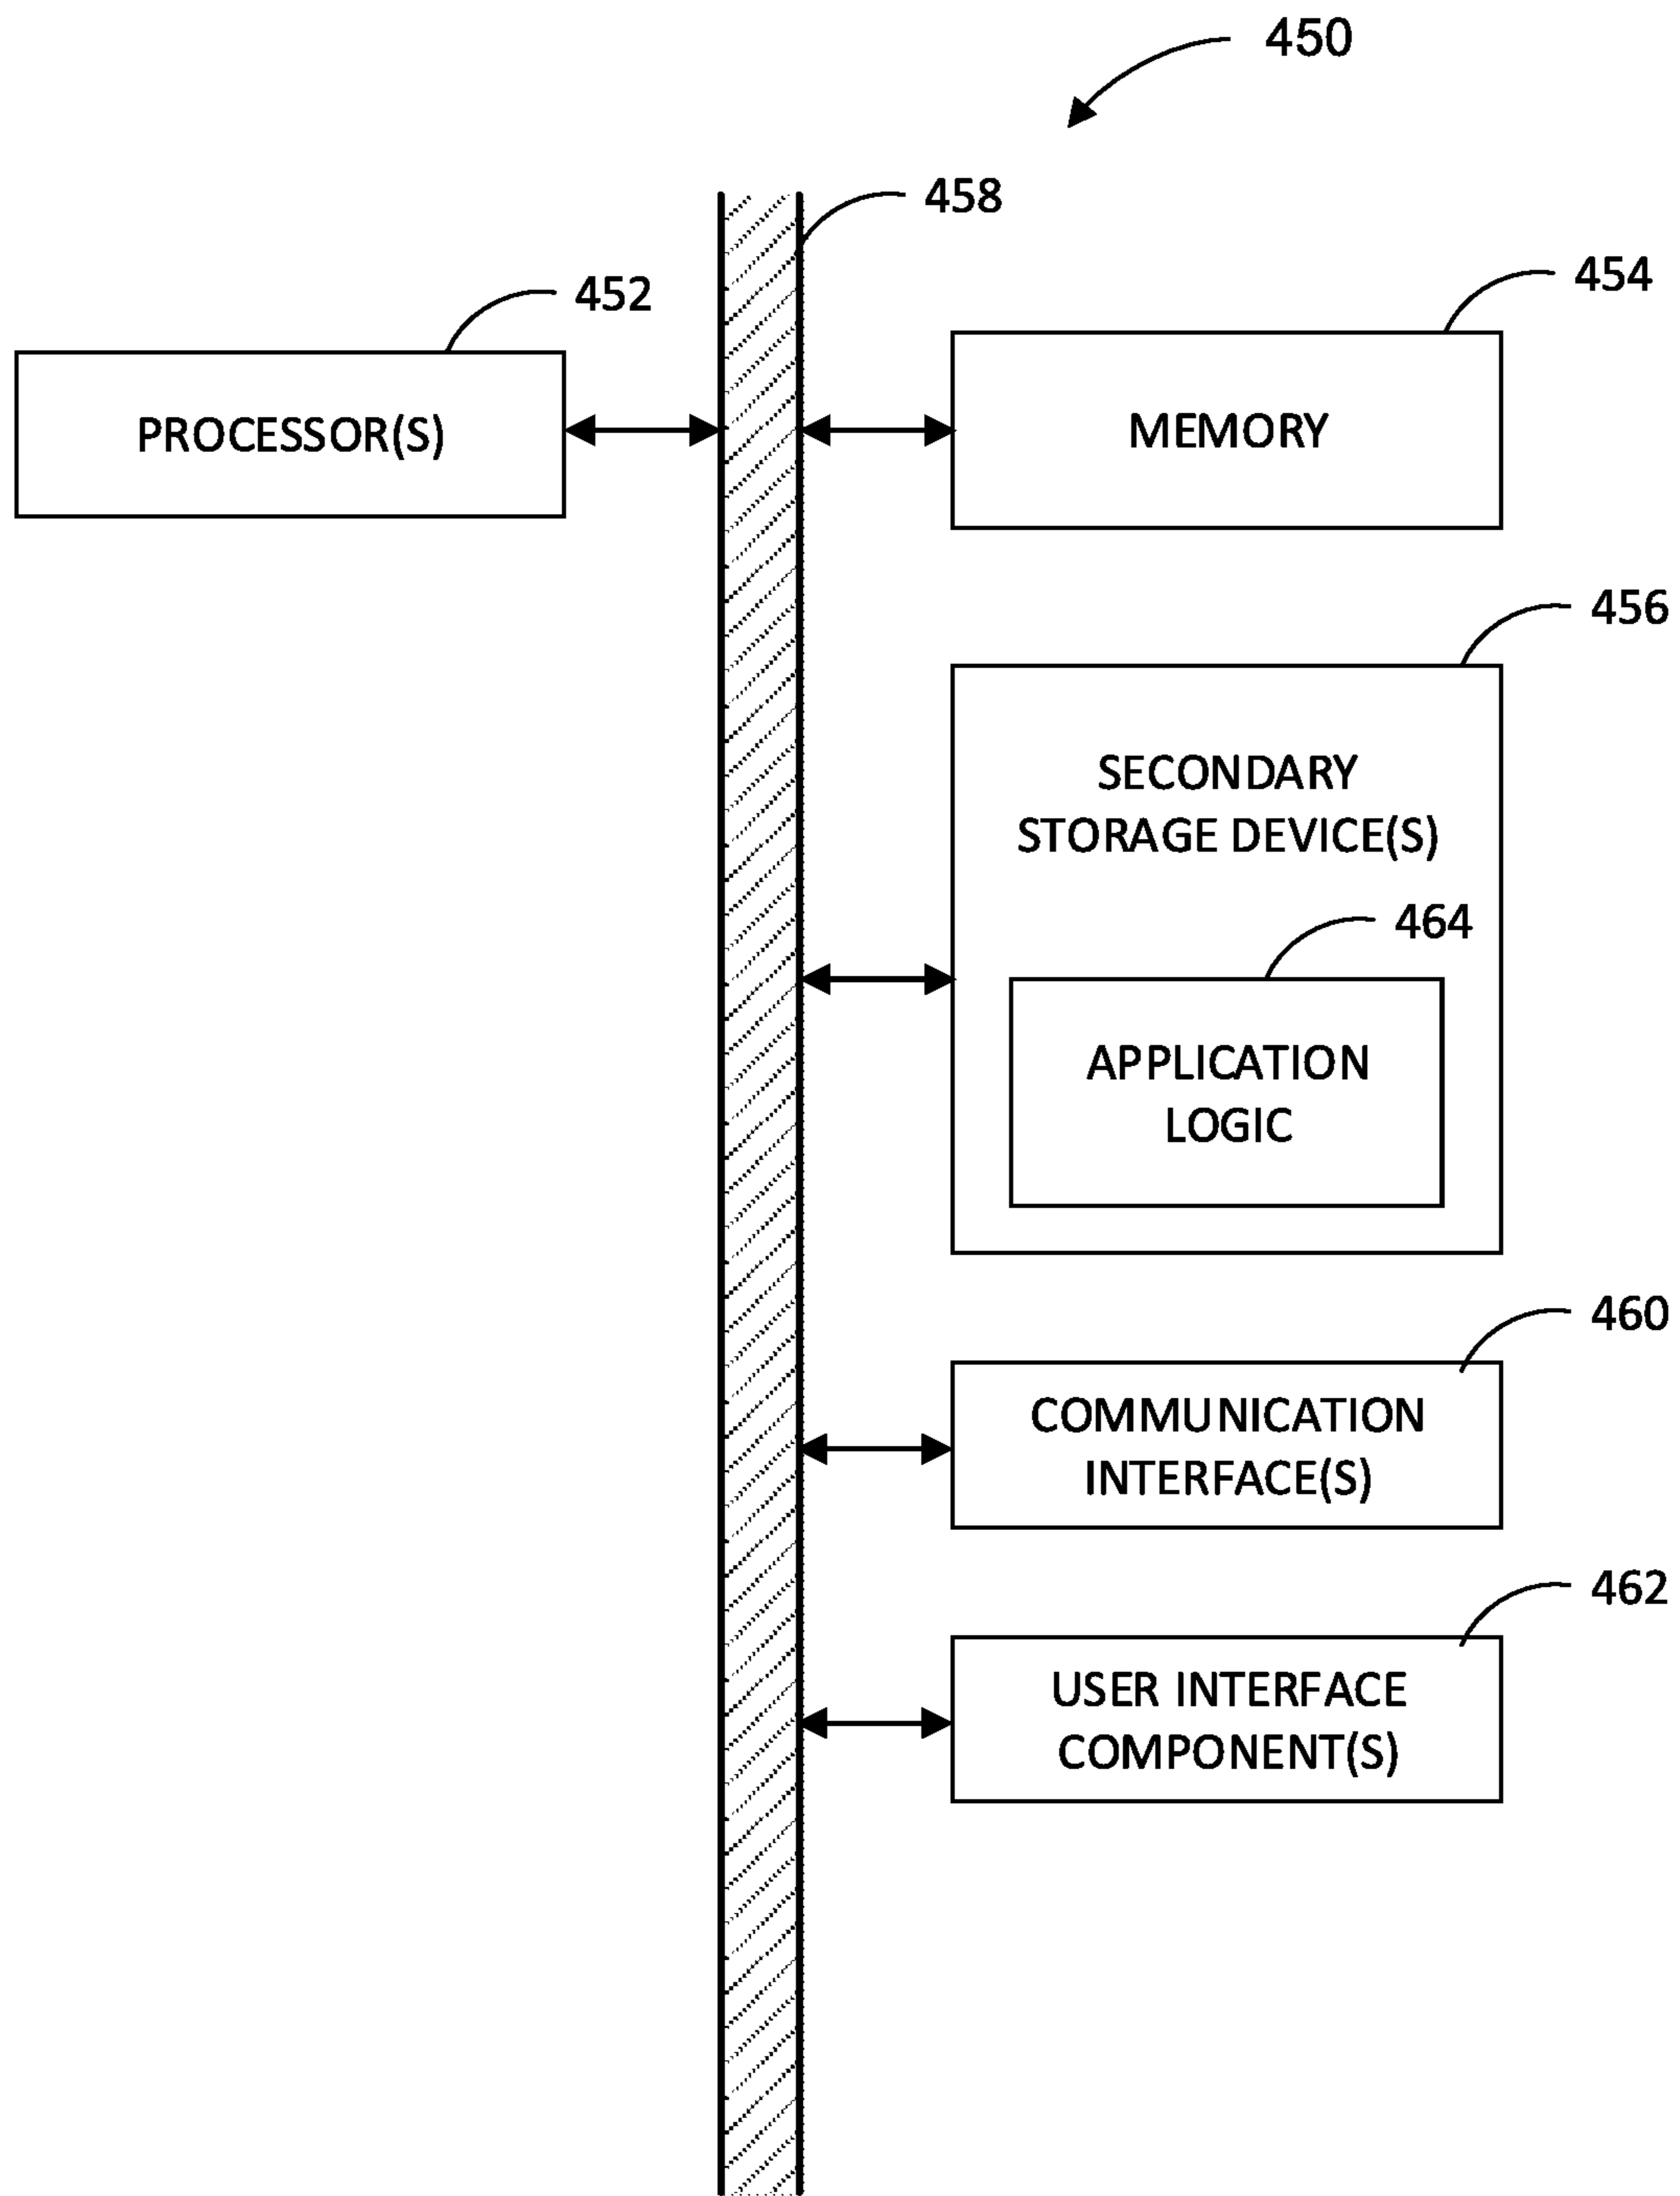 450
458
454
452
PROCESSOR(S)
MEMORY
456
SECONDARY
STORAGE DEVICE(S)
464
APPLICATION
LOGIC
460
COMMUNICATION
INTERFACE(S)
462
USER INTERFACE
COMPONENT(S)